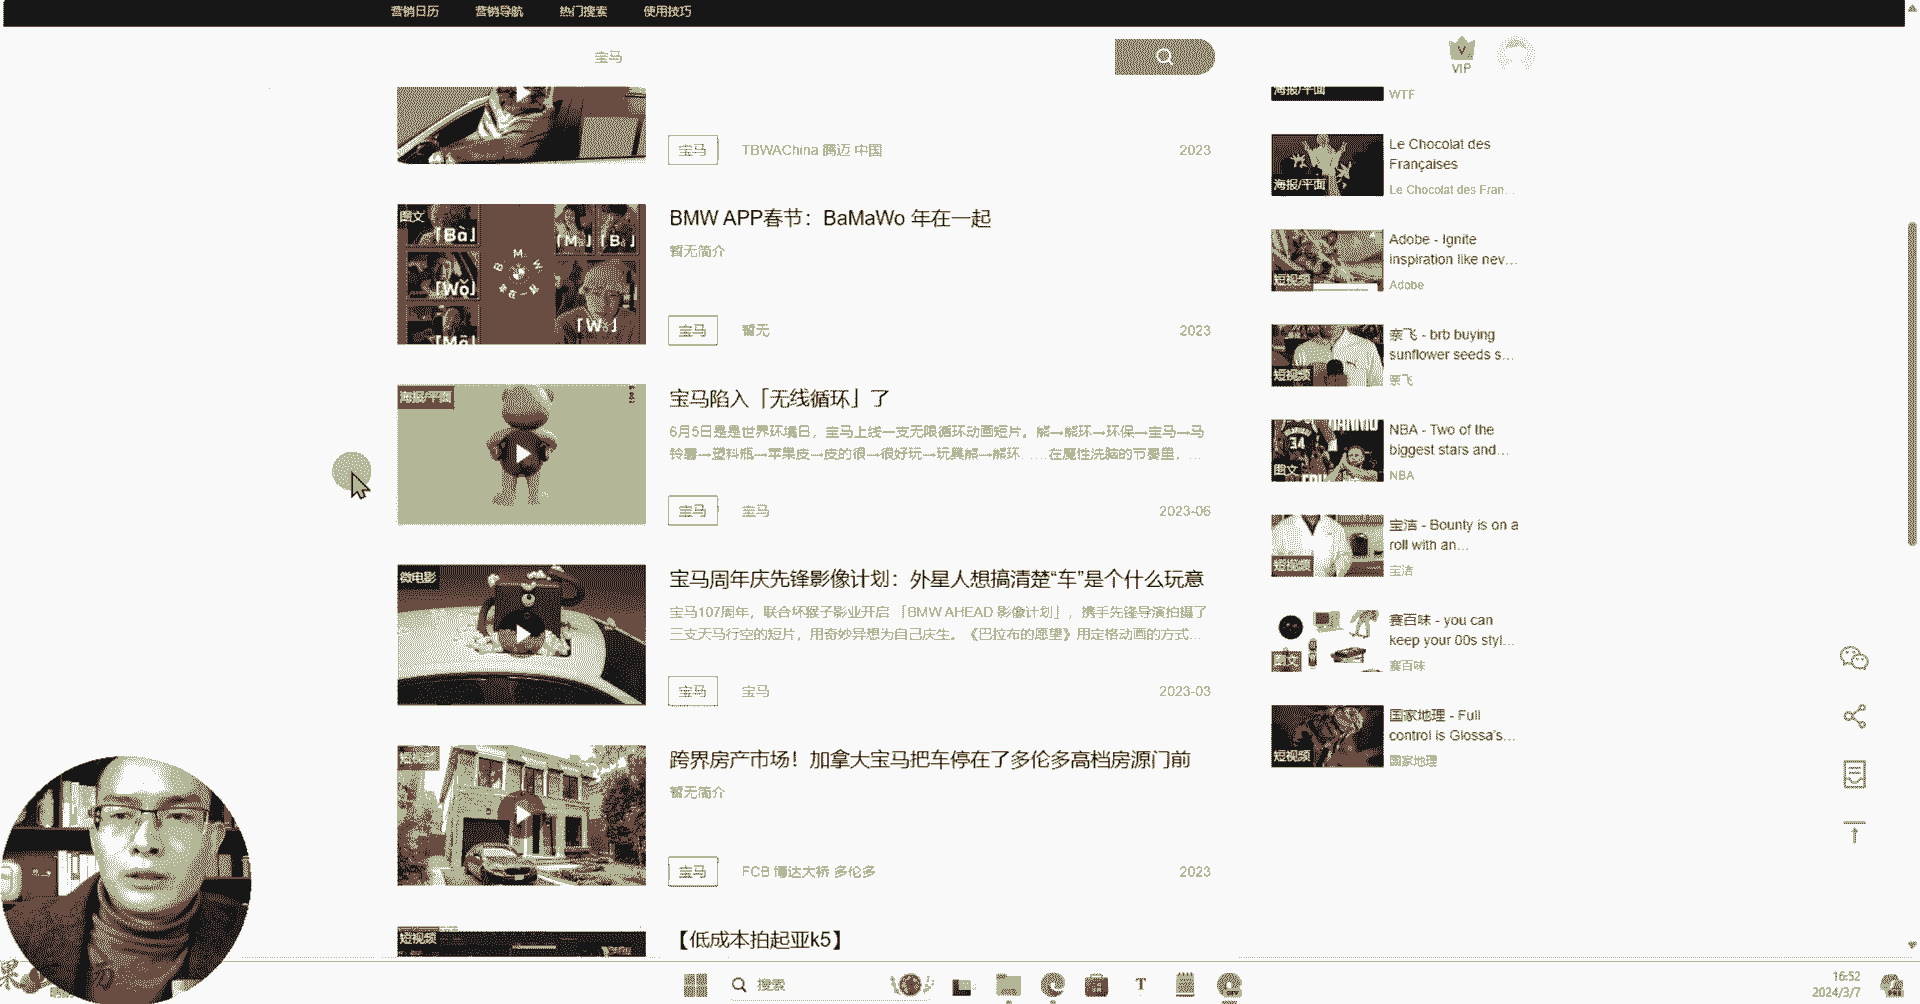 营销日历 营销导航 热门搜索 使用技巧
宝马
VIP
宝马 TBWAChina 腾迈 中国 2023
图文
「Bà」
「Wǒ」
BMW APP春节：BaMaWo 年在一起
暂无简介
宝马 暂无 2023
海报/平面
宝马陷入「无线循环」了
6月5日是是世界环境日，宝马上线一支无限循环动画短片。熊→熊环→环保→宝马→马
铃薯→塑料瓶→苹果皮→皮的很→很好玩→玩具熊→熊环……在魔性洗脑的节奏里，...
宝马 宝马 2023-06
微电影
宝马周年庆先锋影像计划：外星人想搞清楚“车”是个什么玩意
宝马107周年，联合坏猴子影业开启 「BMW AHEAD 影像计划」，携手先锋导演拍摄了
三支天马行空的短片，用奇妙异想为自己庆生。《巴拉布的愿望》用定格动画的方式...
宝马 宝马 2023-03
短视频
跨界房产市场！加拿大宝马把车停在了多伦多高档房源门前
暂无简介
宝马 FCB 博达大桥 多伦多 2023
短视频
【低成本拍起亚k5】
海报/平面
WTF
海报/平面
Le Chocolat des
Françaises
Le Chocolat des Fran...
短视频
Adobe - Ignite
inspiration like nev...
Adobe
短视频
奈飞 - brb buying
sunflower seeds s...
奈飞
图文
NBA - Two of the
biggest stars and...
NBA
短视频
宝洁 - Bounty is on a
roll with an...
宝洁
图文
赛百味 - you can
keep your 00s styl...
赛百味
短视频
国家地理 - Full
control is Glossa's...
国家地理
搜索
16:52
2024/3/7